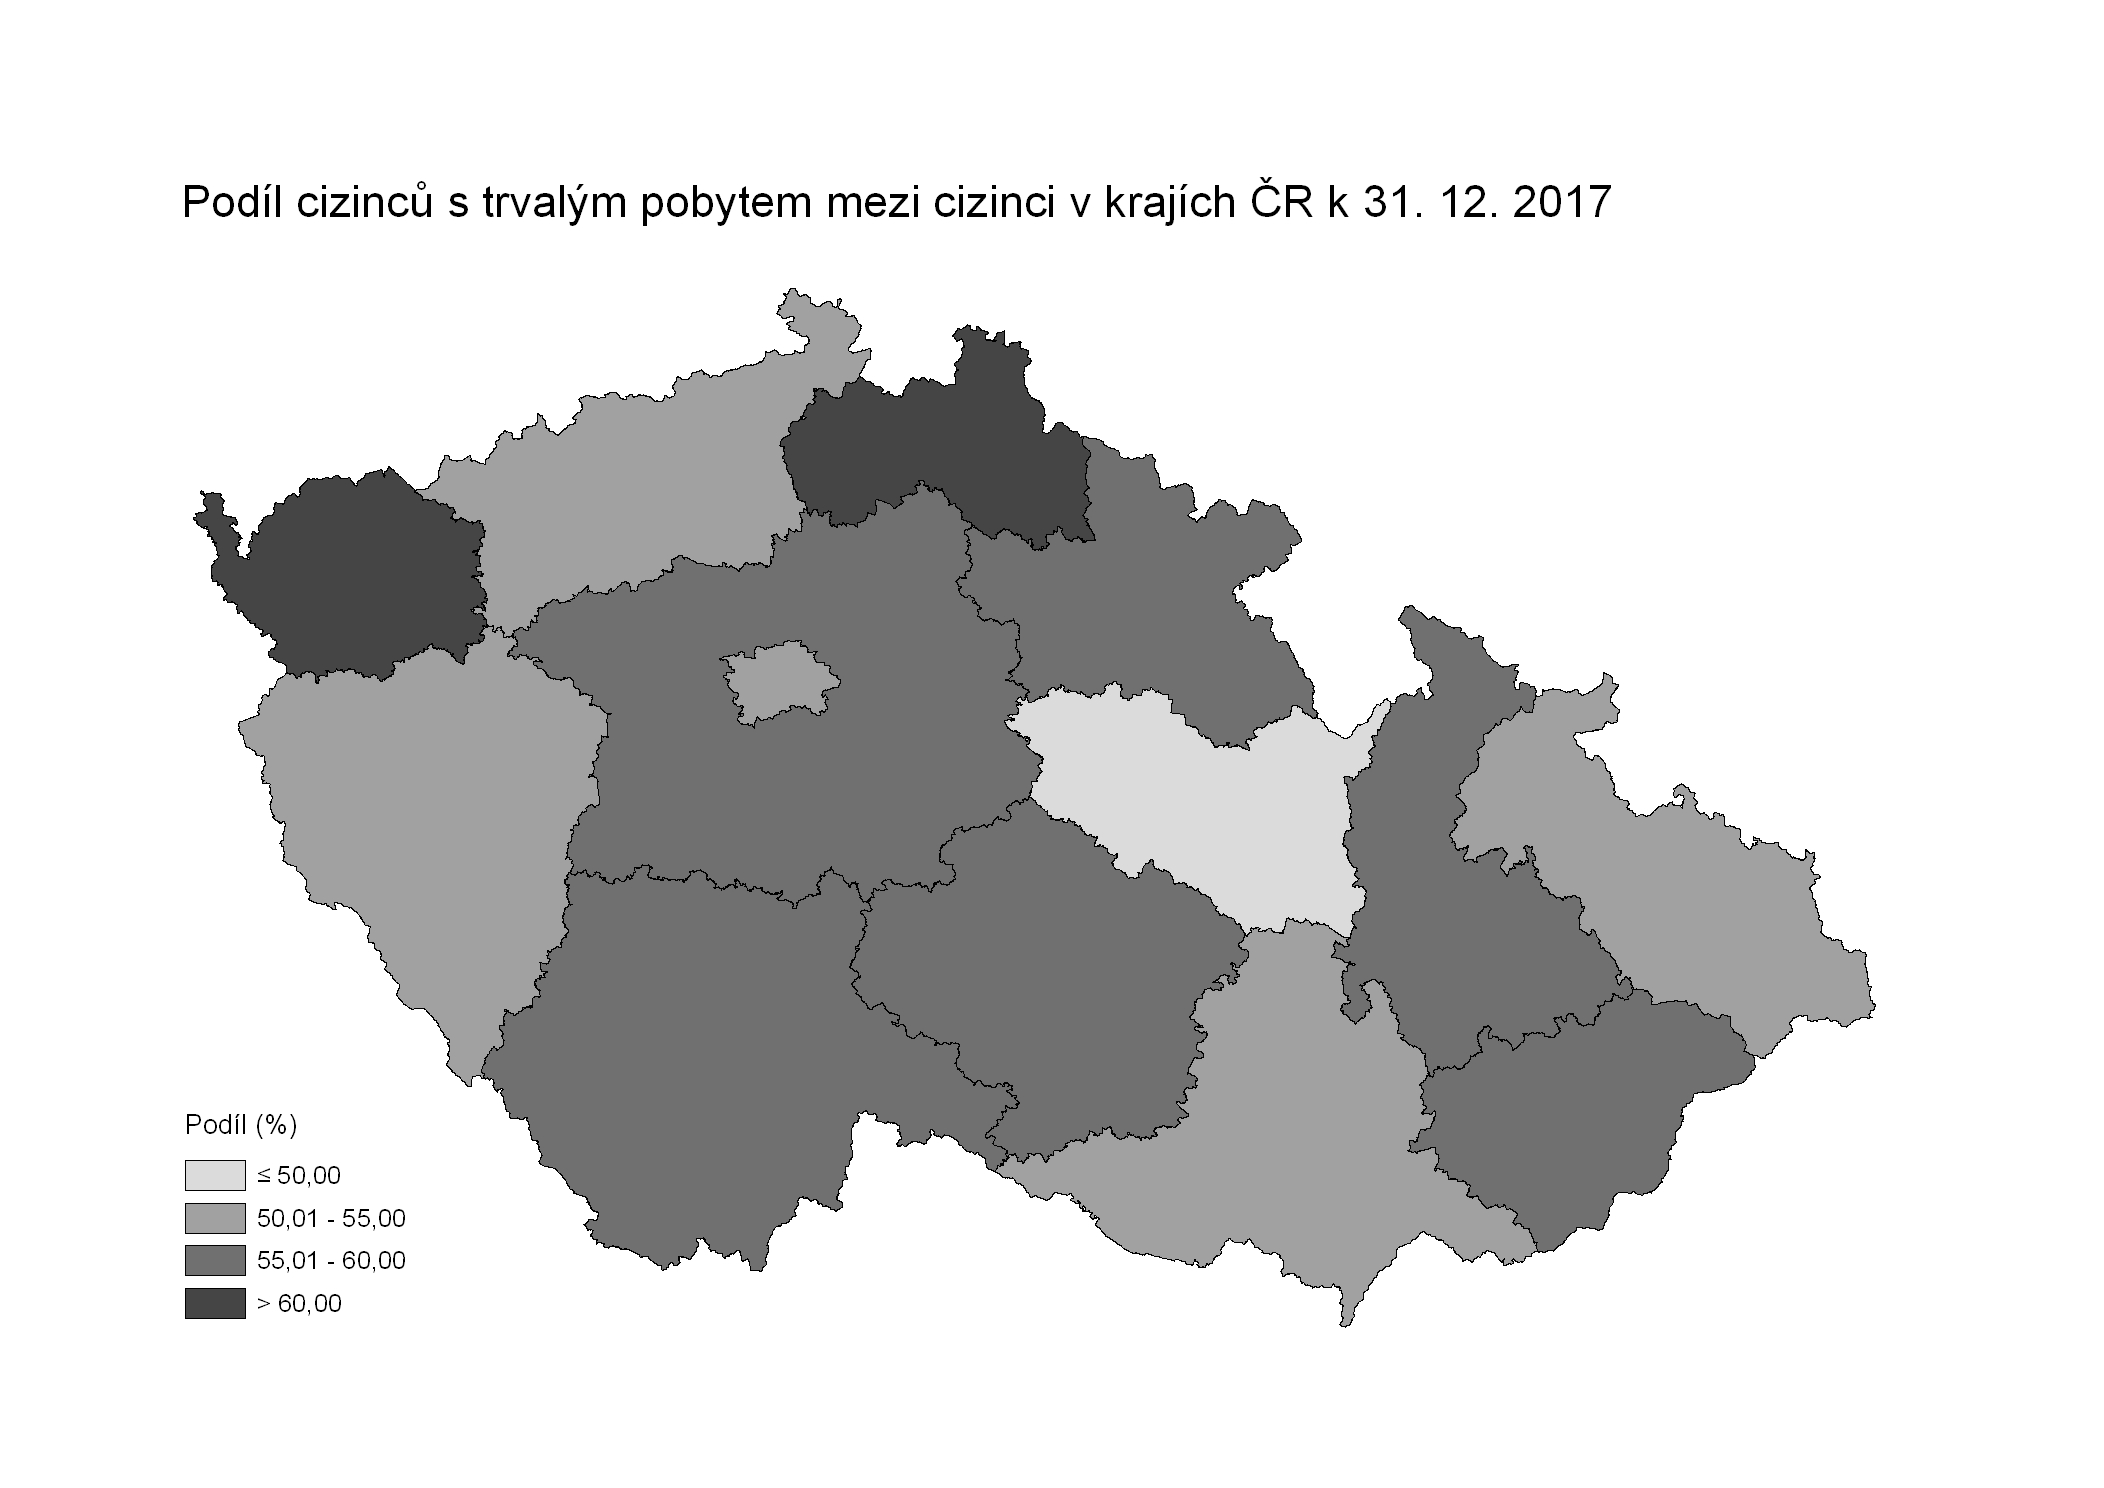 Podíl cizinců s trvalým pobytem mezi cizinci v krajích ČR k 31. 12. 2017
Podíl (%)
≤ 50,00
50,01 - 55,00
55,01 - 60,00
> 60,00